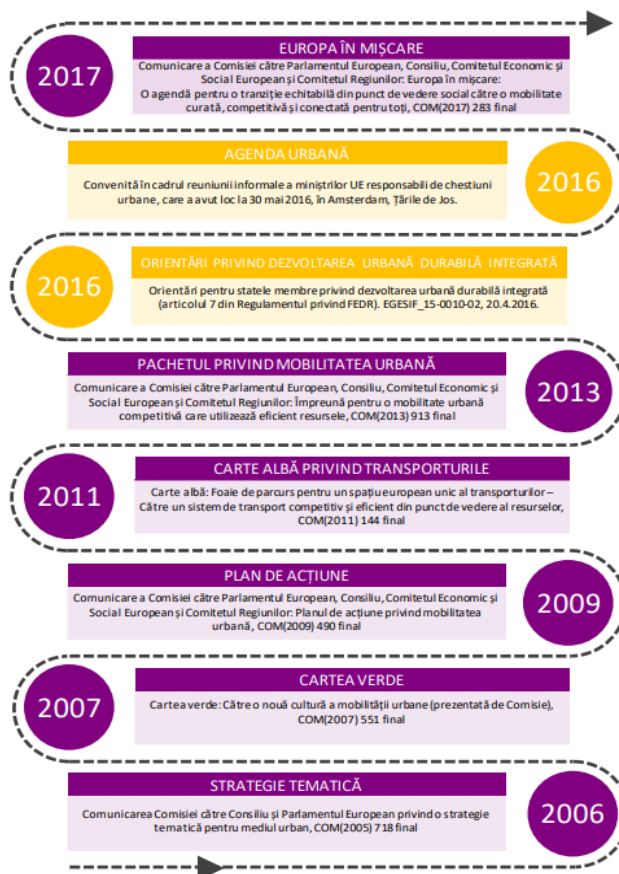 2017
EUROPA ÎN MIȘCARE
Comunicare a Comisiei către Parlamentul European, Consiliu, Comitetul Economic și
Social European și Comitetul Regiunilor: Europa în mișcare:
O agendă pentru o tranziție echitabilă din punct de vedere social către o mobilitate
curată, competitivă și conectată pentru toți, COM(2017) 283 final
AGENDA URBANĂ
Convenită în cadrul reuniunii informale a miniștrilor UE responsabili de chestiuni
urbane, care a avut loc la 30 mai 2016, în Amsterdam, Țările de Jos.
2016
2016
ORIENTĂRI PRIVIND DEZVOLTAREA URBANĂ DURABILĂ INTEGRATĂ
Orientări pentru statele membre privind dezvoltarea urbană durabilă integrată
(articolul 7 din Regulamentul privind FEDR). EGESIF_15-0010-02, 20.4.2016.
PACHETUL PRIVIND MOBILITATEA URBANĂ
Comunicare a Comisiei către Parlamentul European, Consiliu, Comitetul Economic și
Social European și Comitetul Regiunilor: Împreună pentru o mobilitate urbană
competitivă care utilizează eficient resursele, COM(2013) 913 final
2013
2011
CARTE ALBĂ PRIVIND TRANSPORTURILE
Carte albă: Foaie de parcurs pentru un spațiu european unic al transporturilor –
Către un sistem de transport competitiv și eficient din punct de vedere al resurselor,
COM(2011) 144 final
PLAN DE ACȚIUNE
Comunicare a Comisiei către Parlamentul European, Consiliu, Comitetul Economic și
Social European și Comitetul Regiunilor: Planul de acțiune privind mobilitatea
urbană, COM(2009) 490 final
2009
2007
CARTEA VERDE
Cartea verde: Către o nouă cultură a mobilității urbane (prezentată de Comisie),
COM(2007) 551 final
STRATEGIE TEMATICĂ
Comunicarea Comisiei către Consiliu și Parlamentul European privind o strategie
tematică pentru mediul urban, COM(2005) 718 final
2006